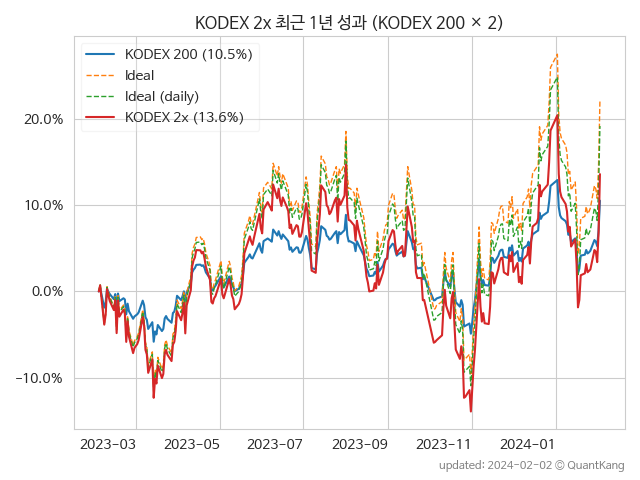 KODEX 2x 최근 1년 성과 (KODEX 200 × 2)
KODEX 200 (10.5%)
Ideal
Ideal (daily)
KODEX 2x (13.6%)
20.0%
10.0%
0.0%
−10.0%
2023-03 2023-05 2023-07 2023-09 2023-11 2024-01
updated: 2024-02-02 © QuantKang